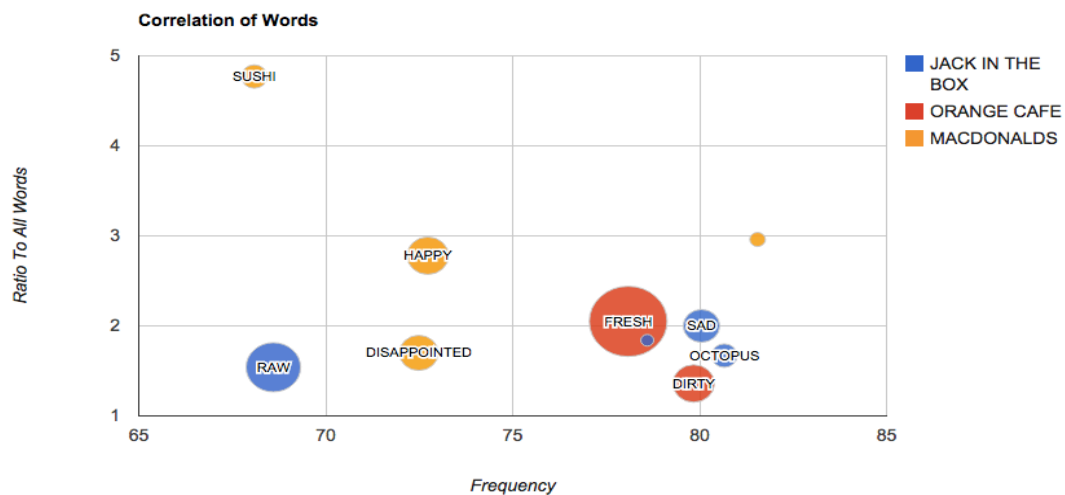 Correlation of Words
5
4
3
2
1
65
70
75
80
85
Ratio To All Words
Frequency
SUSHI
HAPPY
DISAPPOINTED
RAW
FRESH
SAD
OCTOPUS
DIRTY
JACK IN THE
BOX
ORANGE CAFE
MACDONALDS